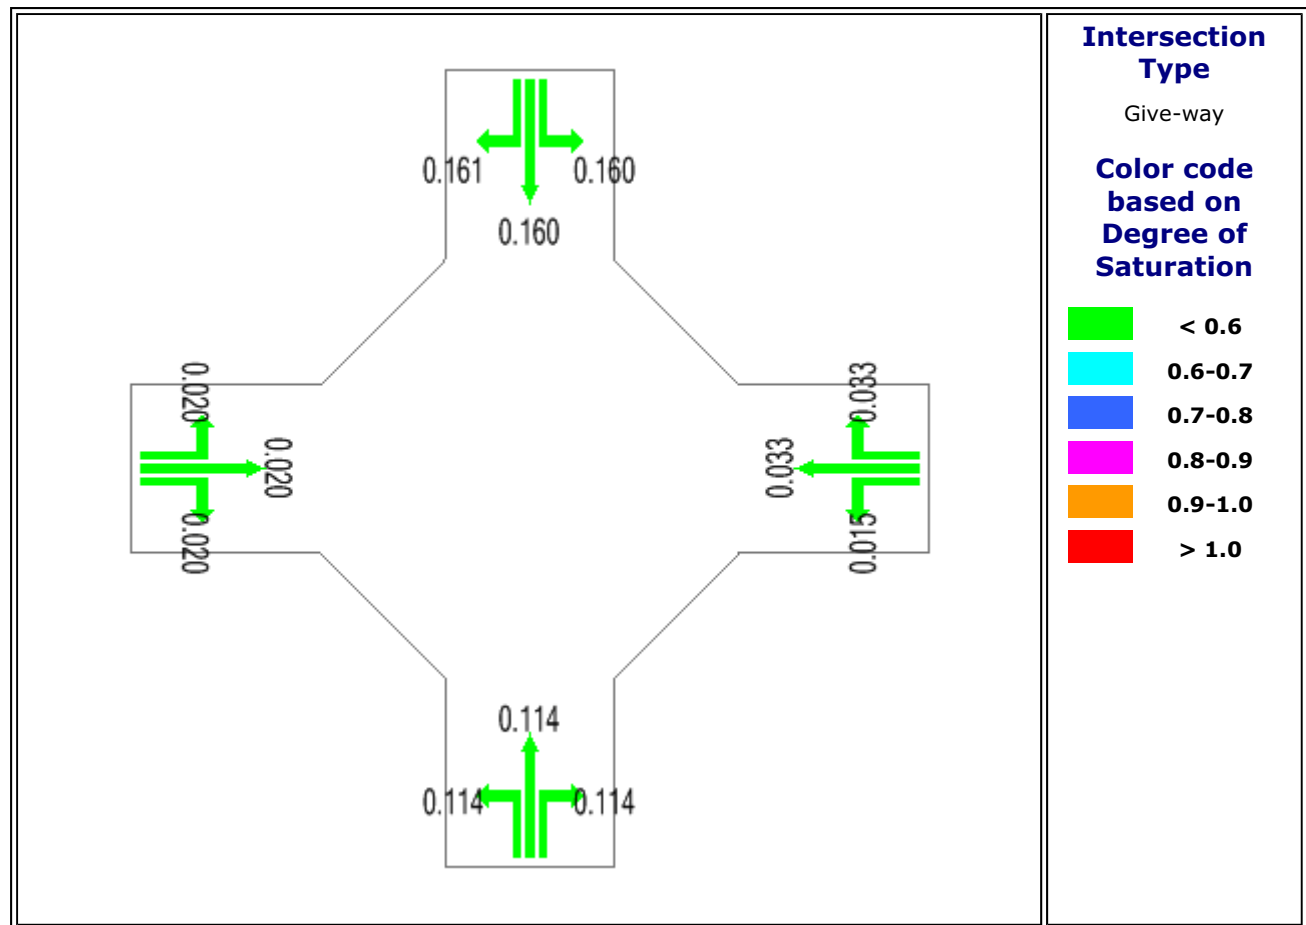 0.161
0.160
0.160
0.020
0.020
0.020
0.033
0.033
0.015
0.114
0.114
0.114
Intersection
Type
Give-way
Color code
based on
Degree of
Saturation
< 0.6
0.6-0.7
0.7-0.8
0.8-0.9
0.9-1.0
> 1.0